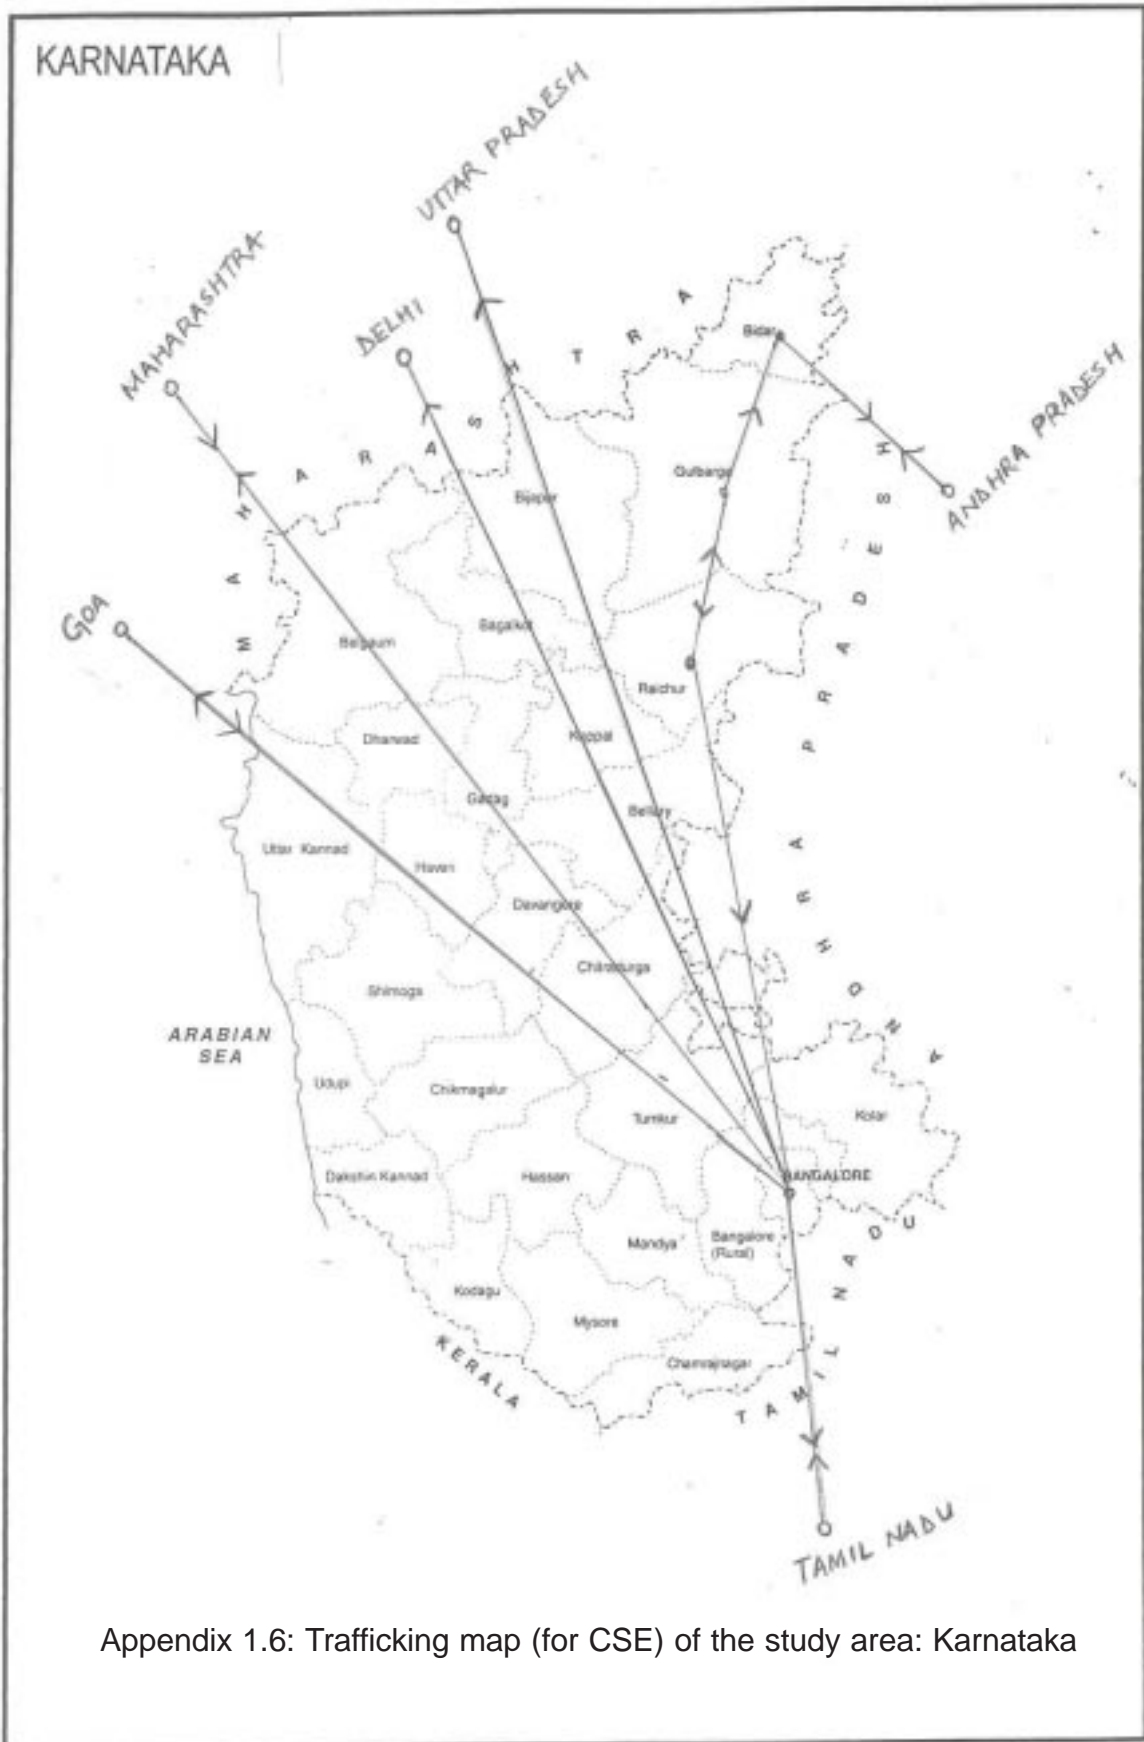 KARNATAKA
UTTAR PRADESH
MAHARASHTRA
DELHI
GOA
ANDHRA PRADESH
MAHARASHTRA
Bidar
Gulbarga
Bijapur
Bagalkot
Belgaum
Raichur
Dharwad
Koppal
Gadag
Bellary
Uttar Kannad
Haveri
Davangere
Chitradurga
Shimoga
ANDHRA PRADESH
ARABIAN
SEA
Udupi
Chikmagalur
Tumkur
Kolar
Dakshin Kannad
Hassan
BANGALORE
Mandya
Bangalore
(Rural)
Kodagu
Mysore
Chamrajnagar
KERALA
TAMIL NADU
TAMIL NADU
Appendix 1.6: Trafficking map (for CSE) of the study area: Karnataka